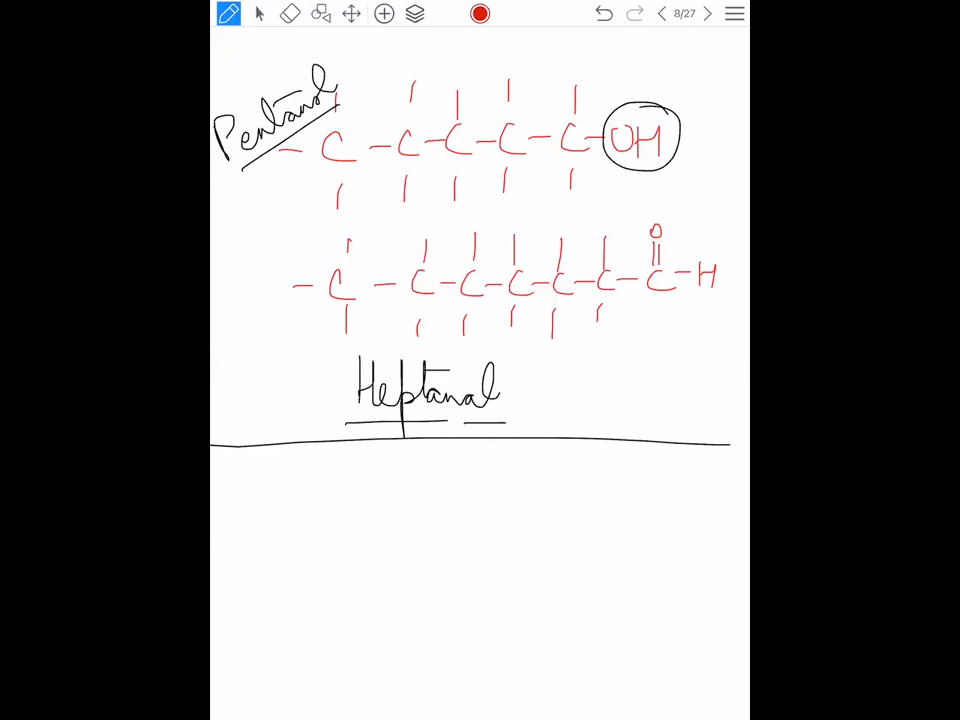 8/27
Pentanol
- C - C - C - C - C - OH
O
- C - C - C - C - C - C - C - H
Heptanal